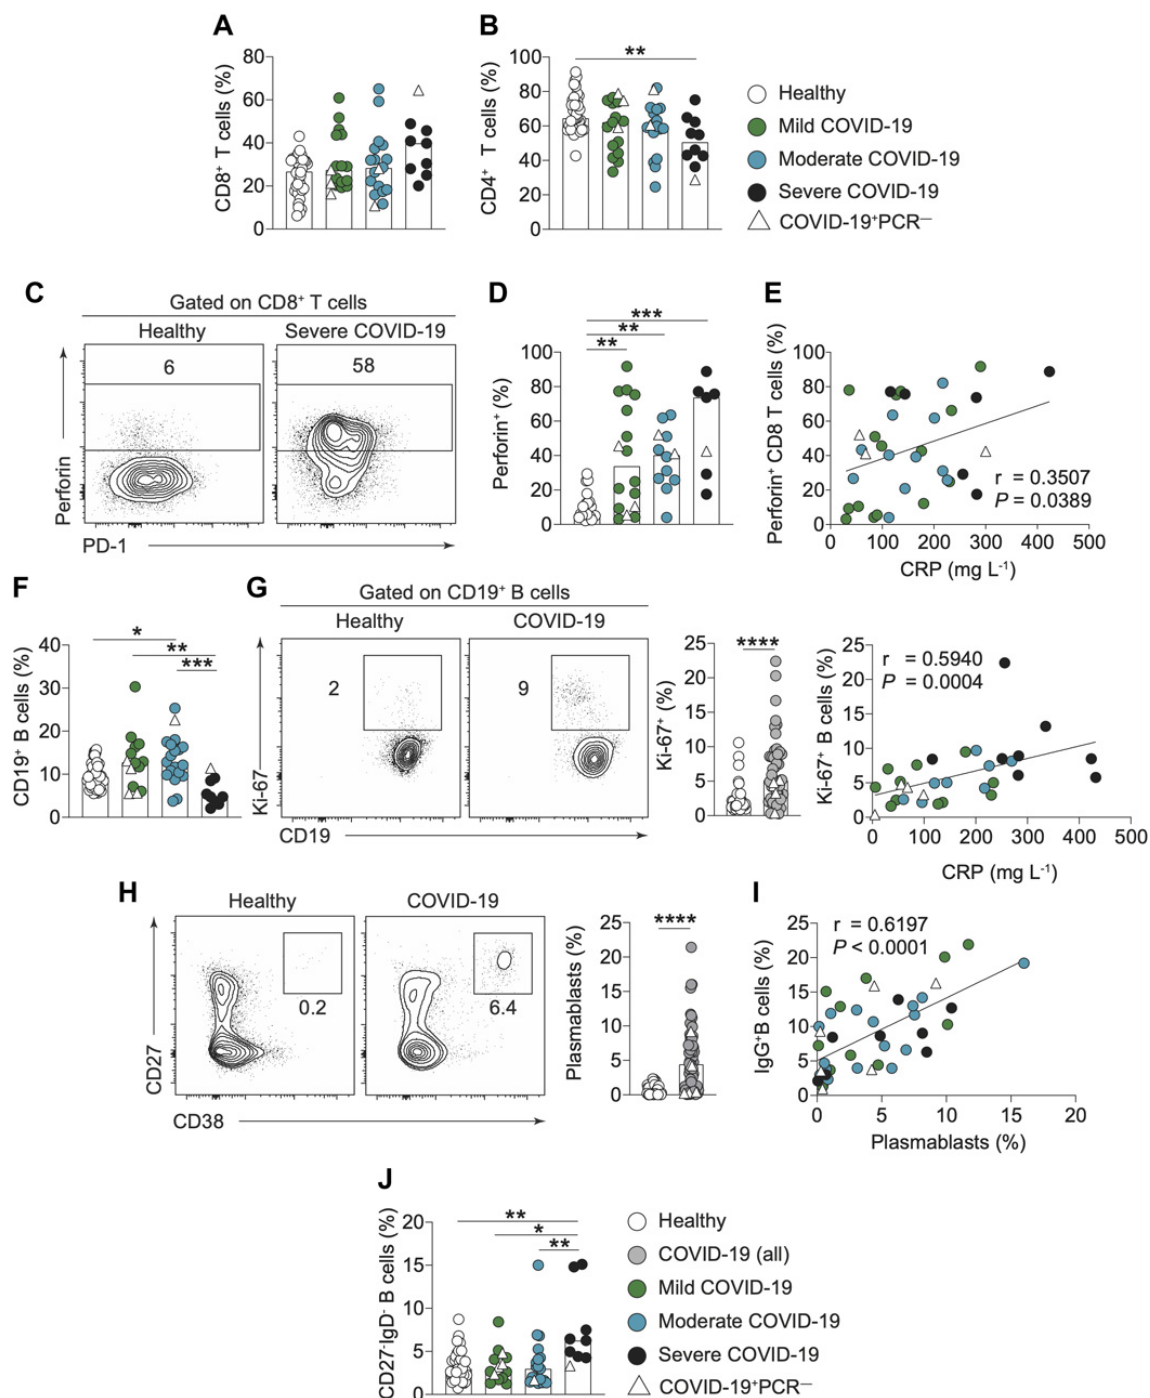 A
CD8⁺ T cells (%)
80
60
40
20
0
B
**
CD4⁺ T cells (%)
100
80
60
40
20
0
Healthy
Mild COVID-19
Moderate COVID-19
Severe COVID-19
COVID-19⁺PCR⁻
C
Gated on CD8⁺ T cells
Healthy
Severe COVID-19
6
58
Perforin
PD-1
D
***
**
**
Perforin⁺ (%)
100
80
60
40
20
0
E
Perforin⁺ CD8 T cells (%)
100
80
60
40
20
0
r = 0.3507
P = 0.0389
0 100 200 300 400 500
CRP (mg L⁻¹)
F
*
**
***
CD19⁺ B cells (%)
40
30
20
10
0
G
Gated on CD19⁺ B cells
Healthy
COVID-19
2
9
Ki-67
CD19
****
Ki-67⁺ (%)
25
20
15
10
5
0
Ki-67⁺ B cells (%)
25
20
15
10
5
0
r = 0.5940
P = 0.0004
0 100 200 300 400 500
CRP (mg L⁻¹)
H
Healthy
COVID-19
0.2
6.4
CD27
CD38
****
Plasmablasts (%)
25
20
15
10
5
0
I
r = 0.6197
P < 0.0001
IgG⁺B cells (%)
25
20
15
10
5
0
0 5 10 15 20
Plasmablasts (%)
J
**
*
**
CD27⁻IgD⁻ B cells (%)
20
15
10
5
0
Healthy
COVID-19 (all)
Mild COVID-19
Moderate COVID-19
Severe COVID-19
COVID-19⁺PCR⁻